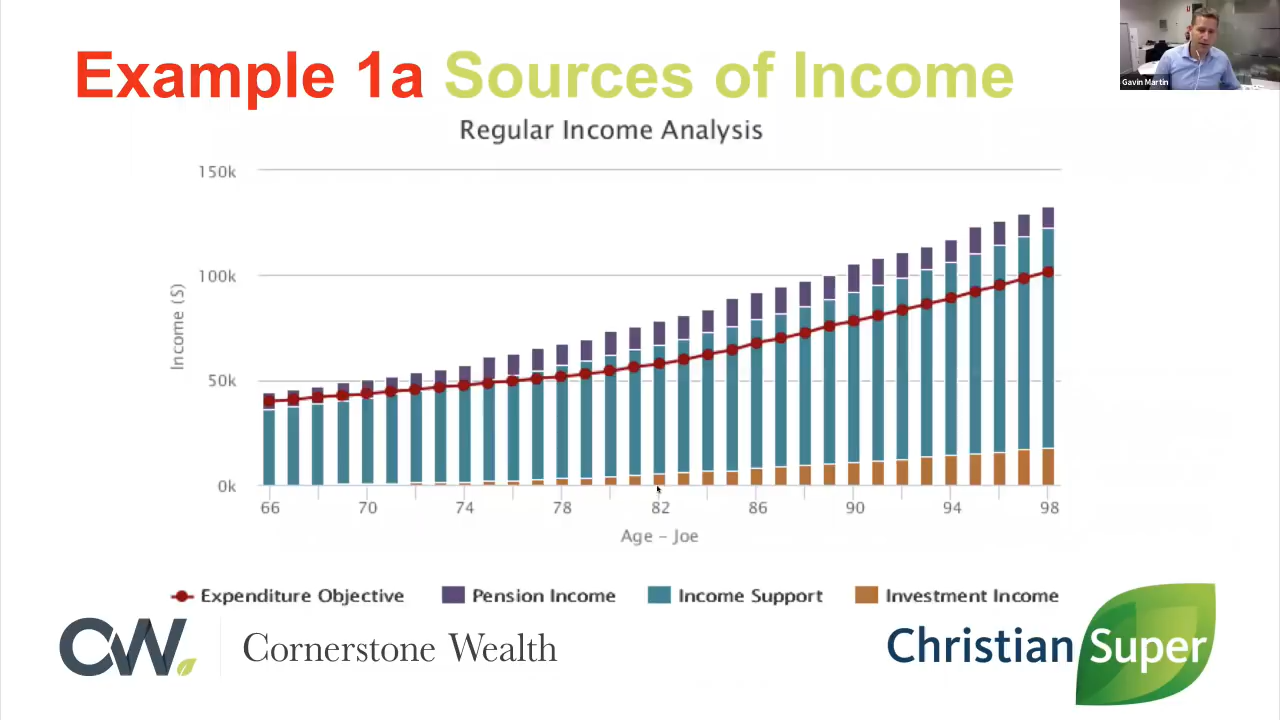 Example 1a Sources of Income
Gavin Martin
Regular Income Analysis
150k
100k
50k
0k
Income ($)
66 70 74 78 82 86 90 94 98
Age – Joe
Expenditure Objective Pension Income Income Support Investment Income
CW. Cornerstone Wealth
Christian Super